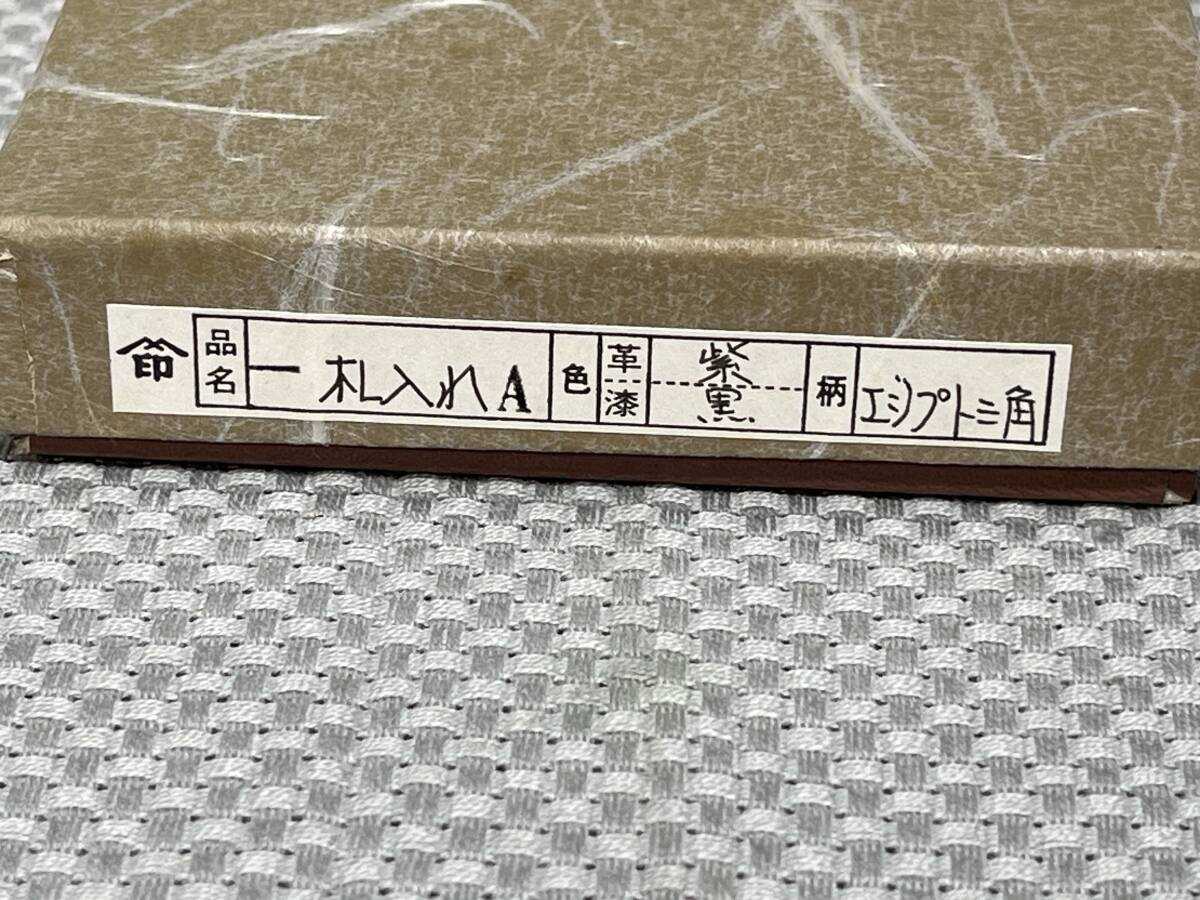 印 品名 一 札入れA 色 革 紫 柄 エジプト三角
漆 黒